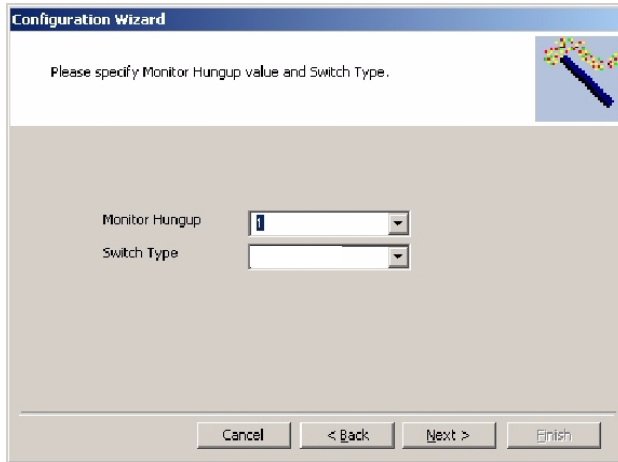 Configuration Wizard
Please specify Monitor Hungup value and Switch Type.
Monitor Hungup 1
Switch Type
Cancel < Back Next > Finish